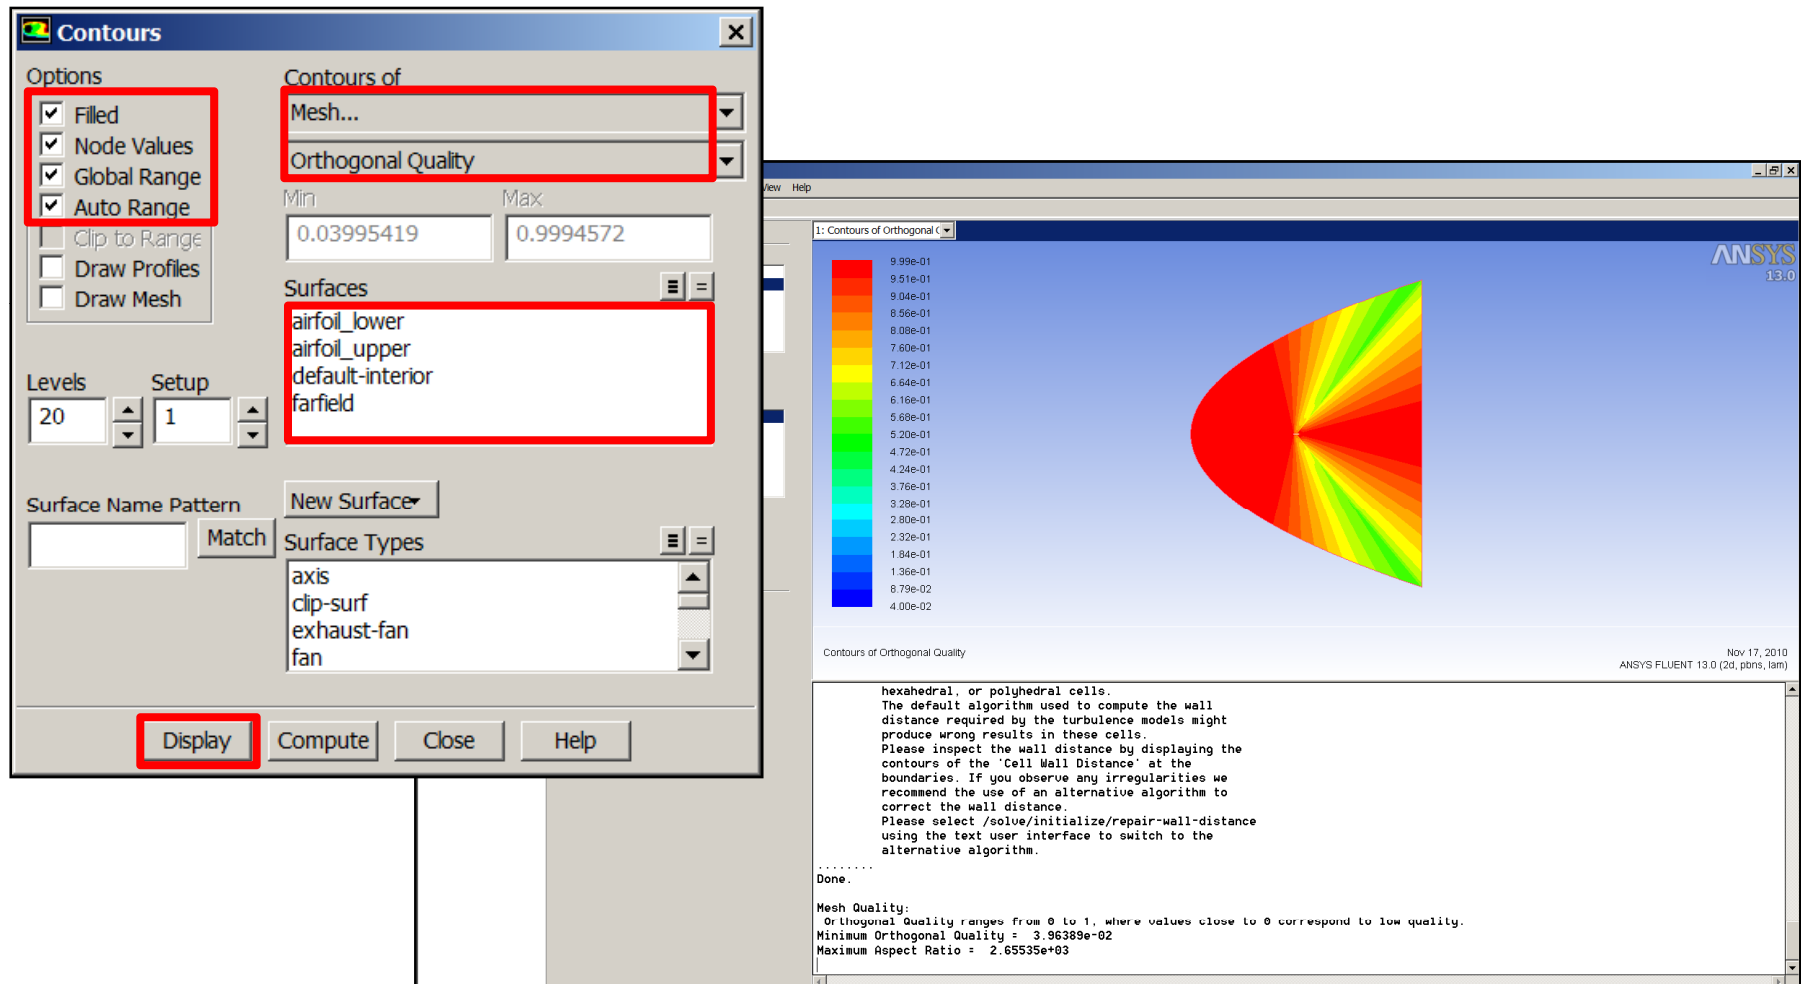 Contours
Options
Filled
Node Values
Global Range
Auto Range
Clip to Range
Draw Profiles
Draw Mesh
Levels
Setup
20
1
Surface Name Pattern
Match
Contours of
Mesh...
Orthogonal Quality
Min
Max
0.03995419
0.9994572
Surfaces
airfoil_lower
airfoil_upper
default-interior
farfield
New Surface
Surface Types
axis
clip-surf
exhaust-fan
fan
Display
Compute
Close
Help
View Help
1: Contours of Orthogonal
9.99e-01
9.51e-01
9.04e-01
8.56e-01
8.08e-01
7.60e-01
7.12e-01
6.64e-01
6.16e-01
5.68e-01
5.20e-01
4.72e-01
4.24e-01
3.76e-01
3.28e-01
2.80e-01
2.32e-01
1.84e-01
1.36e-01
8.79e-02
4.00e-02
ANSYS
13.0
Contours of Orthogonal Quality
Nov 17, 2010
ANSYS FLUENT 13.0 (2d, pbns, lam)
hexahedral, or polyhedral cells.
The default algorithm used to compute the wall
distance required by the turbulence models might
produce wrong results in these cells.
Please inspect the wall distance by displaying the
contours of the 'Cell Wall Distance' at the
boundaries. If you observe any irregularities we
recommend the use of an alternative algorithm to
correct the wall distance.
Please select /solve/initialize/repair-wall-distance
using the text user interface to switch to the
alternative algorithm.
........
Done.
Mesh Quality:
Orthogonal Quality ranges from 0 to 1, where values close to 0 correspond to low quality.
Minimum Orthogonal Quality = 3.96389e-02
Maximum Aspect Ratio = 2.65535e+03